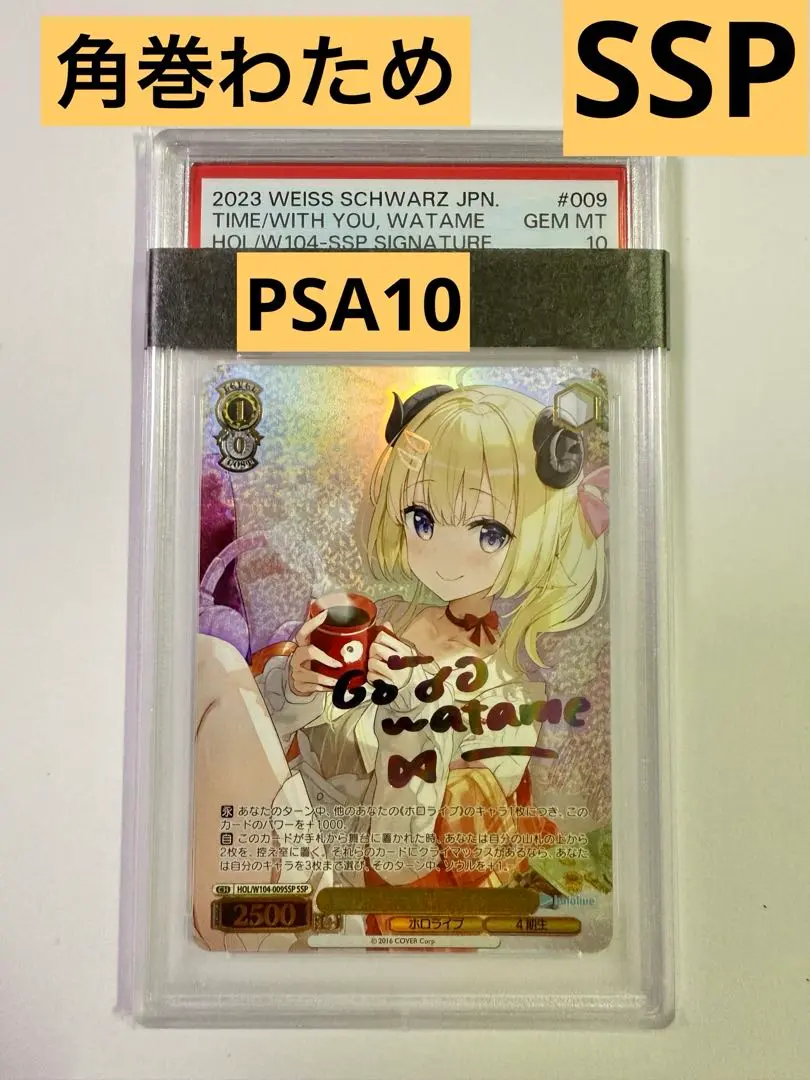 角巻わため
SSP
2023 WEISS SCHWARZ JPN. #009
TIME/WITH YOU, WATAME GEM MT
HOL/W104-SSP SIGNATURE 10
PSA10
LEVEL
1
0
COST
watame
永 あなたのターン中、他のあなたの《ホロライブ》のキャラ1枚につき、この
カードのパワーを+1000。
自 このカードが手札から舞台に置かれた時、あなたは自分の山札の上から
2枚を、控え室に置く。それらのカードにクライマックスがあるなら、あなた
は自分のキャラを3枚まで選び、そのターン中、ソウルを+1。
CH HOL/W104-009SSP SSP
2500
hololive
ホロライブ 4期生
© 2016 COVER Corp.